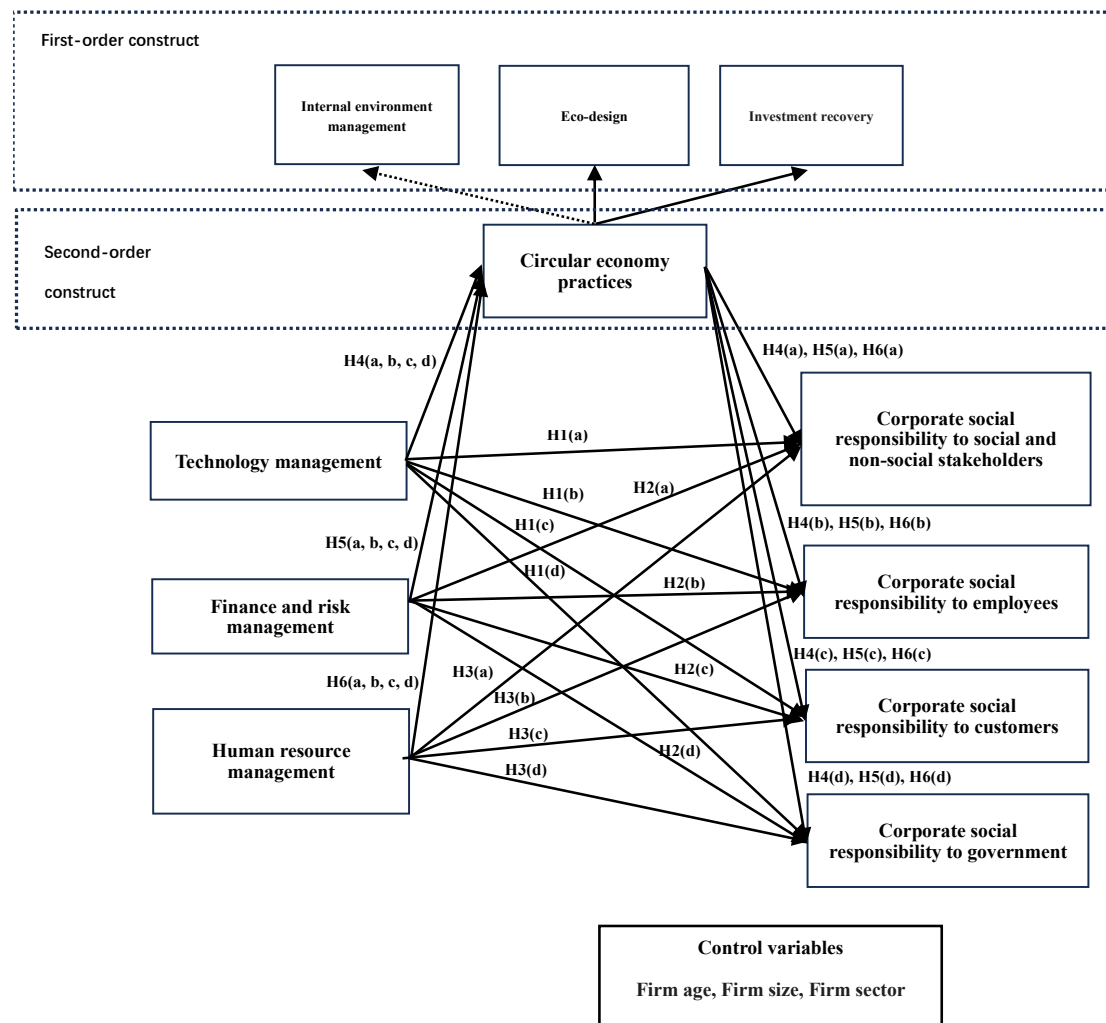 First-order construct
Internal environment
management
Eco-design
Investment recovery
Second-order
construct
Circular economy
practices
H4(a, b, c, d)
H4(a), H5(a), H6(a)
Technology management
H1(a)
Corporate social
responsibility to social and
non-social stakeholders
H1(b)
H2(a)
H1(c)
H4(b), H5(b), H6(b)
H5(a, b, c, d)
H1(d)
Finance and risk
management
H2(b)
Corporate social
responsibility to employees
H4(c), H5(c), H6(c)
H3(a)
H2(c)
H6(a, b, c, d)
H3(b)
Human resource
management
H3(c)
H2(d)
Corporate social
responsibility to customers
H3(d)
H4(d), H5(d), H6(d)
Corporate social
responsibility to government
Control variables
Firm age, Firm size, Firm sector